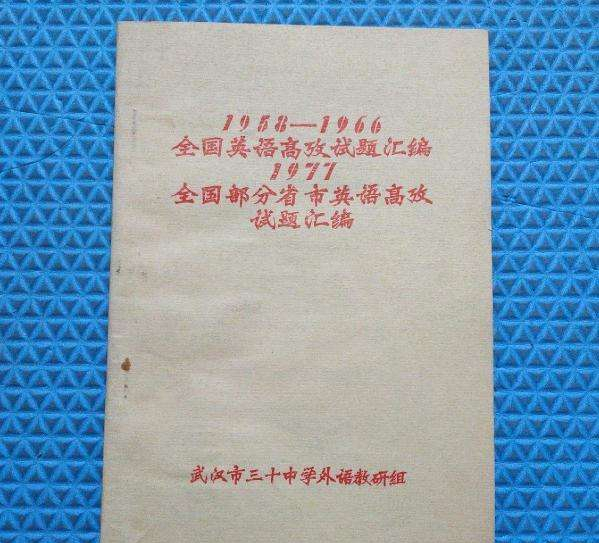 1958—1966
全国英语高考试题汇编
1977
全国部分省市英语高考
试题汇编
武汉市三十中学外语教研组